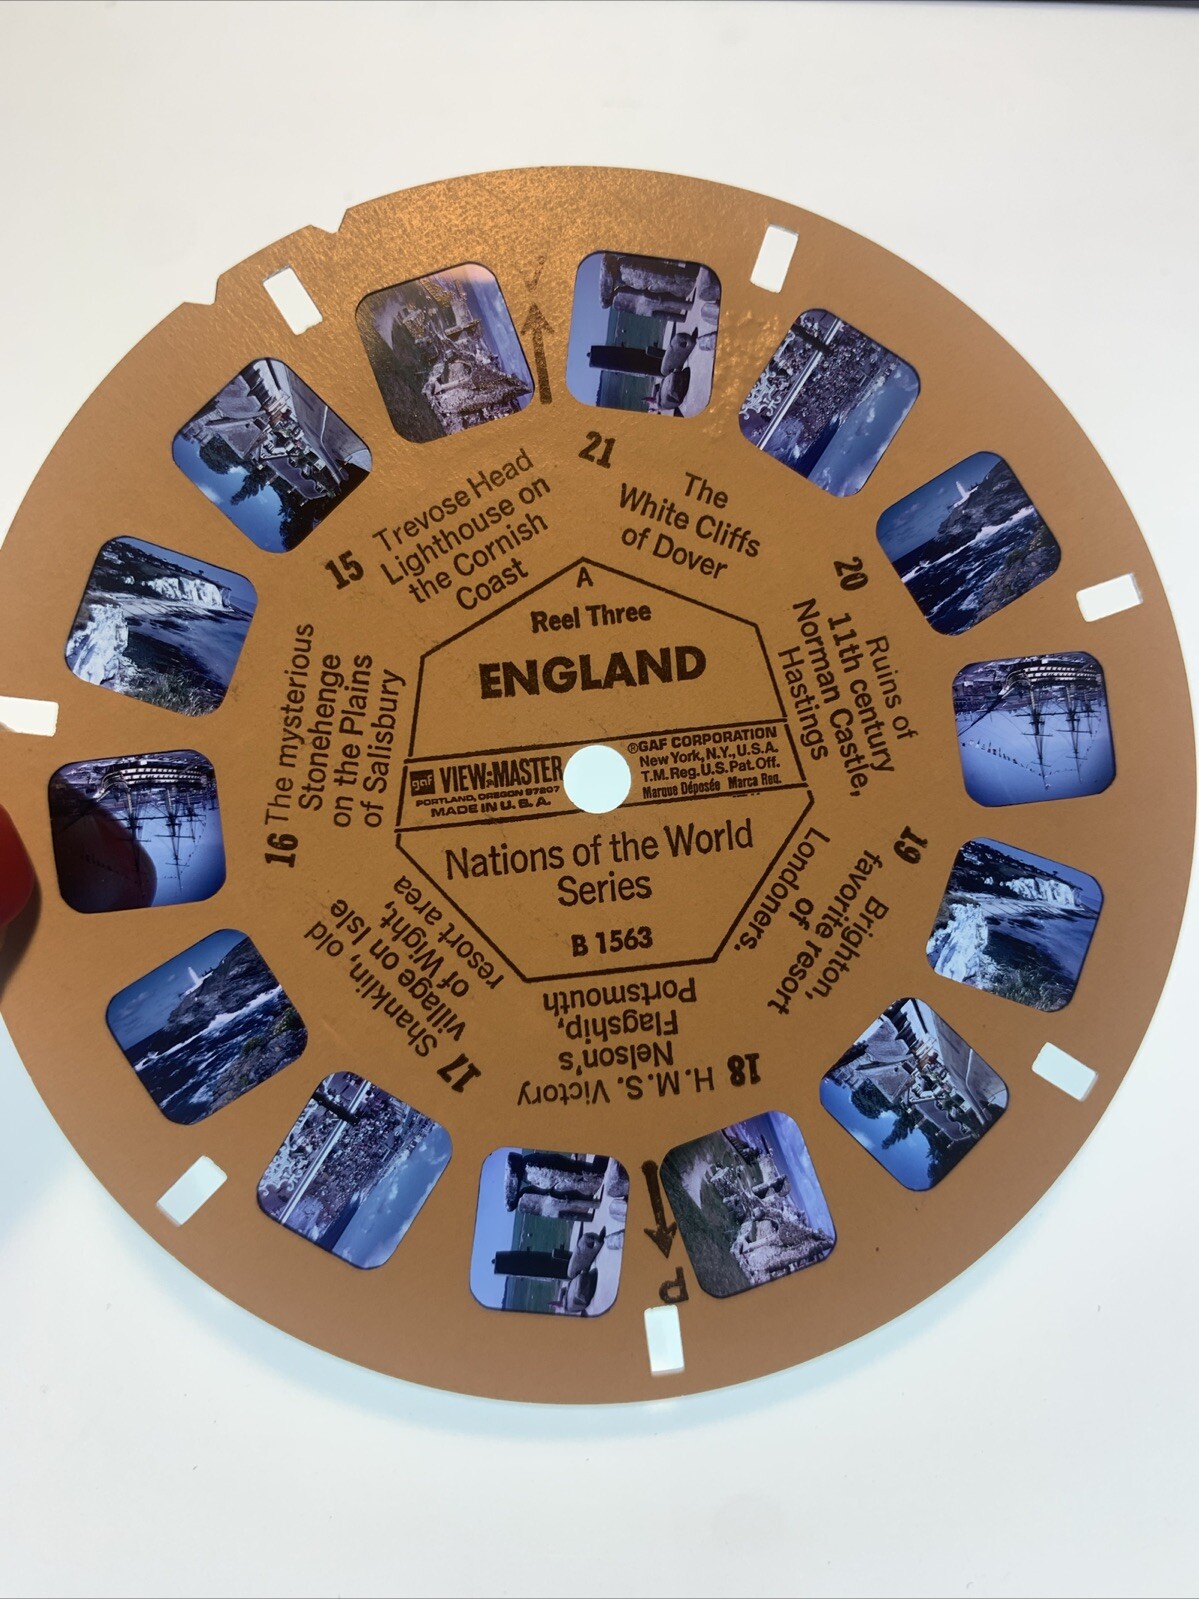 A
Reel Three
ENGLAND
gaf VIEW-MASTER
PORTLAND, OREGON 97207
MADE IN U. S. A.
®GAF CORPORATION
New York, N.Y., U.S.A.
T.M. Reg. U.S. Pat. Off.
Marque Déposée Marca Reg.
Nations of the World
Series
B 1563
15 Trevose Head
Lighthouse on
the Cornish
Coast
16 The mysterious
Stonehenge
on the Plains
of Salisbury
17 Shanklin, old
village on Isle
of Wight,
resort area
18 H.M.S. Victory
Nelson's
Flagship,
Portsmouth
19 Brighton,
favorite resort
of
Londoners.
20 Ruins of
11th century
Norman Castle,
Hastings
21 The
White Cliffs
of Dover
V
P